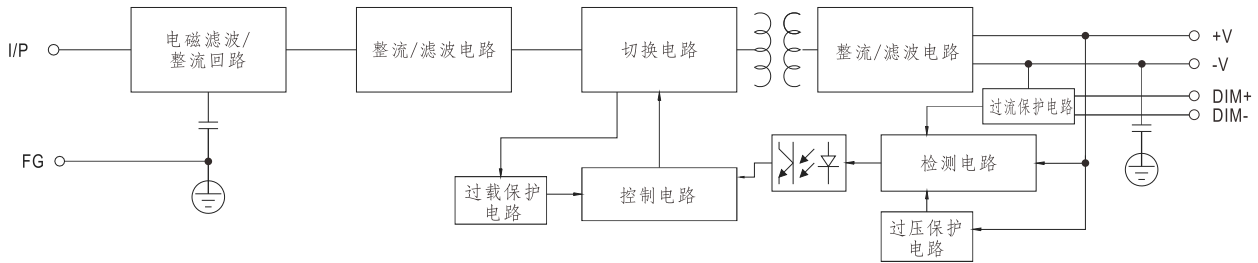 I/P
电磁滤波/
整流回路
整流/滤波电路
切换电路
整流/滤波电路
+V
-V
DIM+
DIM-
过流保护电路
FG
过载保护
电路
控制电路
检测电路
过压保护
电路